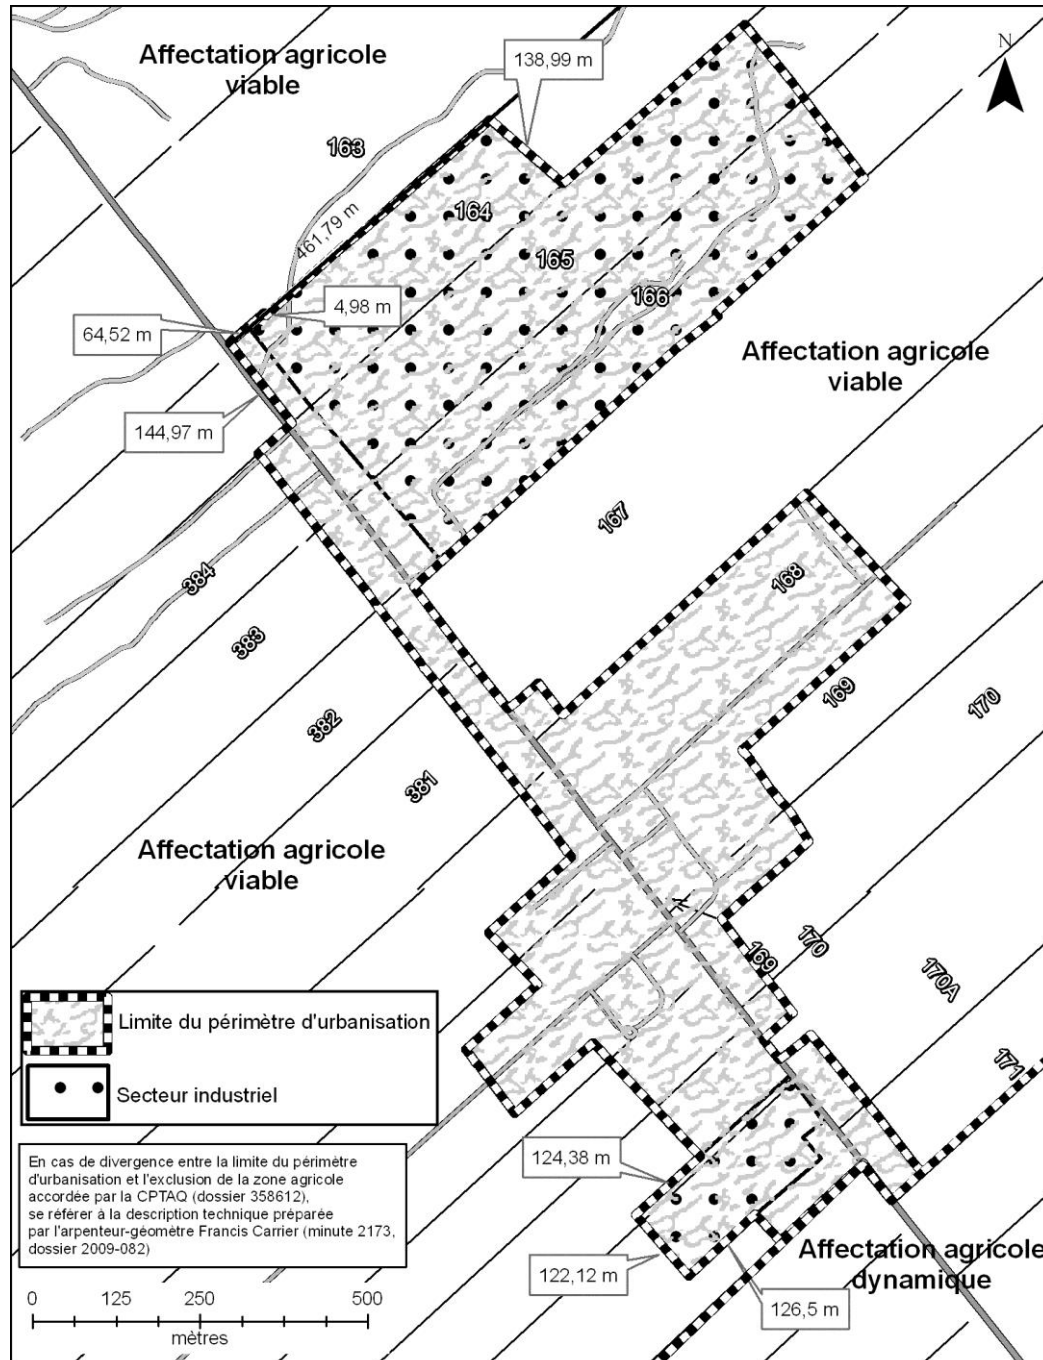 Affectation agricole
viable
138,99 m
N
163
164
461,79 m
165
4,98 m
166
64,52 m
Affectation agricole
viable
144,97 m
167
384
168
383
169
170
382
381
Affectation agricole
viable
169
170
170A
Limite du périmètre d'urbanisation
171
Secteur industriel
En cas de divergence entre la limite du périmètre
d'urbanisation et l'exclusion de la zone agricole
accordée par la CPTAQ (dossier 358612),
se référer à la description technique préparée
par l'arpenteur-géomètre Francis Carrier (minute 2173,
dossier 2009-082)
124,38 m
Affectation agricole
dynamique
122,12 m
126,5 m
0 125 250 500
mètres